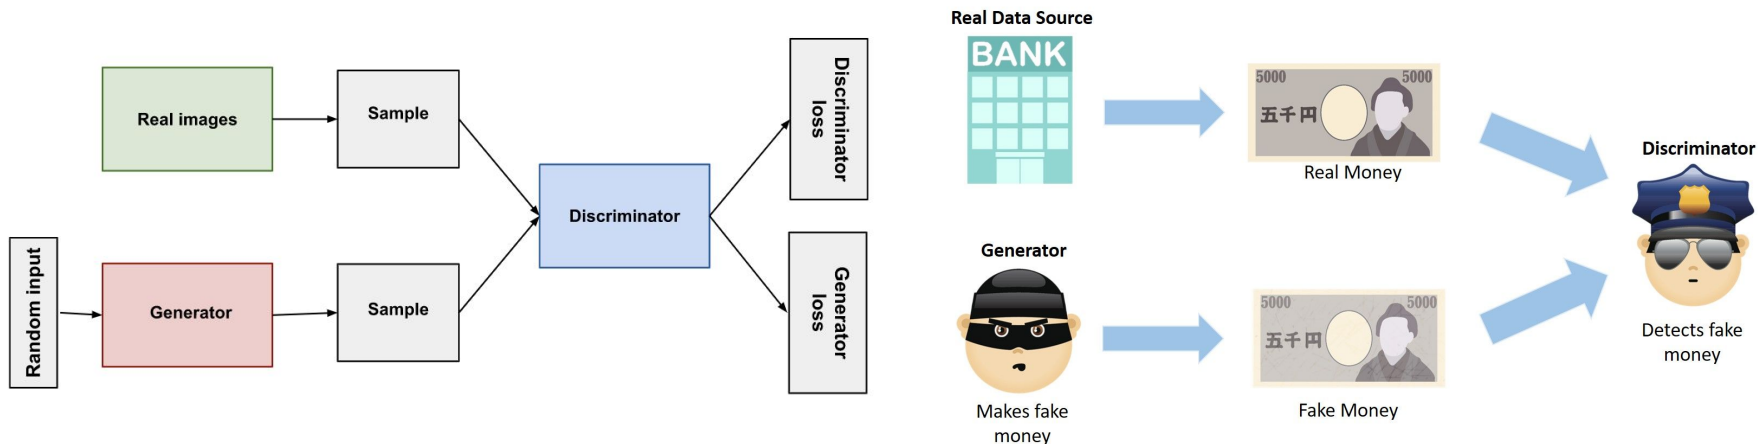 Real images
Sample
Discriminator
loss
Discriminator
Random input
Generator
Sample
Generator
loss
Real Data Source
BANK
5000 5000
五千円
Real Money
Discriminator
Detects fake
money
Generator
Makes fake
money
5000 5000
五千円
Fake Money